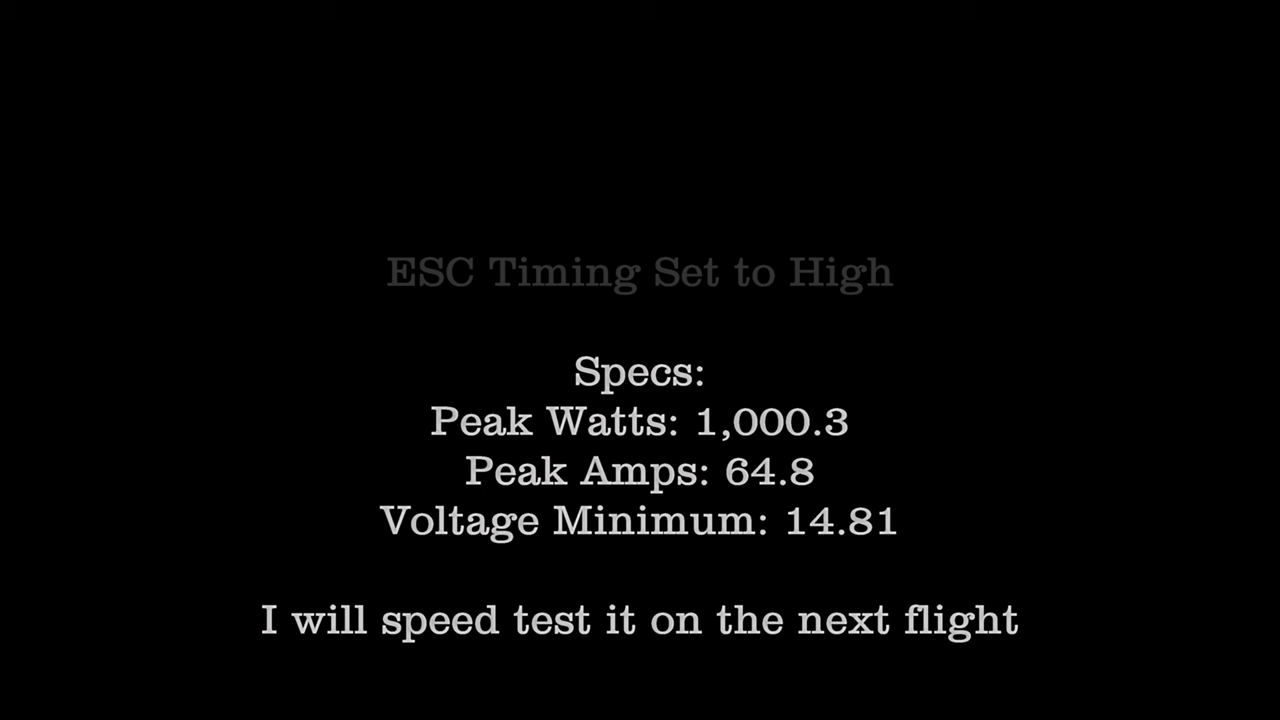 ESC Timing Set to High
Specs:
Peak Watts: 1,000.3
Peak Amps: 64.8
Voltage Minimum: 14.81
I will speed test it on the next flight